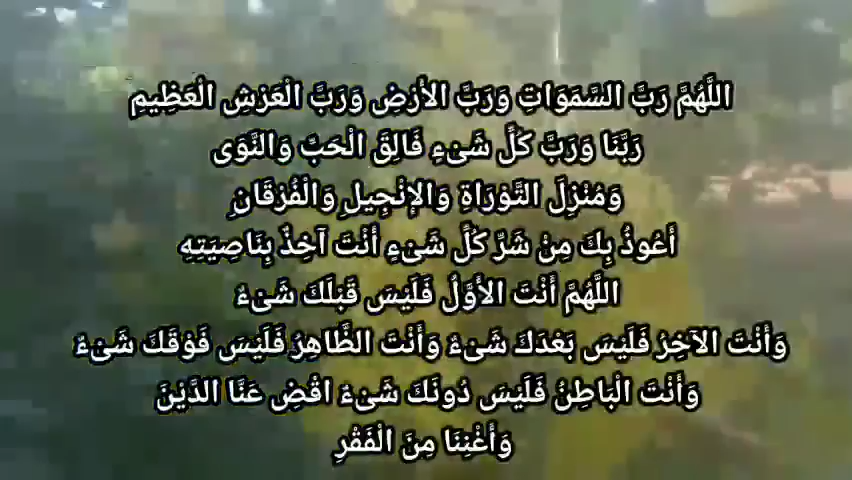 اللَّهُمَّ رَبَّ السَّمَوَاتِ وَرَبَّ الأَرْضِ وَرَبَّ الْعَرْشِ الْعَظِيمِ
رَبَّنَا وَرَبَّ كُلِّ شَىْءٍ فَالِقَ الْحَبِّ وَالنَّوَى
وَمُنْزِلَ التَّوْرَاةِ وَالإِنْجِيلِ وَالْفُرْقَانِ
أَعُوذُ بِكَ مِنْ شَرِّ كُلِّ شَىْءٍ أَنْتَ آخِذٌ بِنَاصِيَتِهِ
اللَّهُمَّ أَنْتَ الأَوَّلُ فَلَيْسَ قَبْلَكَ شَىْءٌ
وَأَنْتَ الآخِرُ فَلَيْسَ بَعْدَكَ شَىْءٌ وَأَنْتَ الظَّاهِرُ فَلَيْسَ فَوْقَكَ شَىْءٌ
وَأَنْتَ الْبَاطِنُ فَلَيْسَ دُونَكَ شَىْءٌ اقْضِ عَنَّا الدَّيْنَ
وَأَغْنِنَا مِنَ الْفَقْرِ